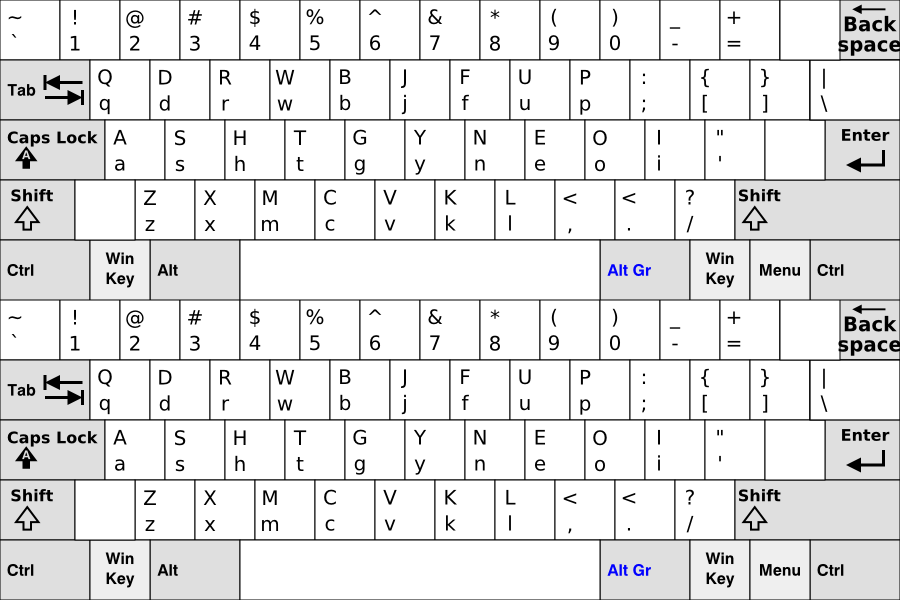 ~ ! @ # $ % ^ & * ( ) _ + Back
` 1 2 3 4 5 6 7 8 9 0 - = space
Tab Q D R W B J F U P : { } |
q d r w b j f u p ; [ ] \
Caps Lock A S H T G Y N E O I " Enter
A a s h t g y n e o i '
Shift Z X M C V K L < < ? Shift
z x m c v k l , . /
Ctrl Win Key Alt Alt Gr Win Key Menu Ctrl
~ ! @ # $ % ^ & * ( ) _ + Back
` 1 2 3 4 5 6 7 8 9 0 - = space
Tab Q D R W B J F U P : { } |
q d r w b j f u p ; [ ] \
Caps Lock A S H T G Y N E O I " Enter
A a s h t g y n e o i '
Shift Z X M C V K L < < ? Shift
z x m c v k l , . /
Ctrl Win Key Alt Alt Gr Win Key Menu Ctrl